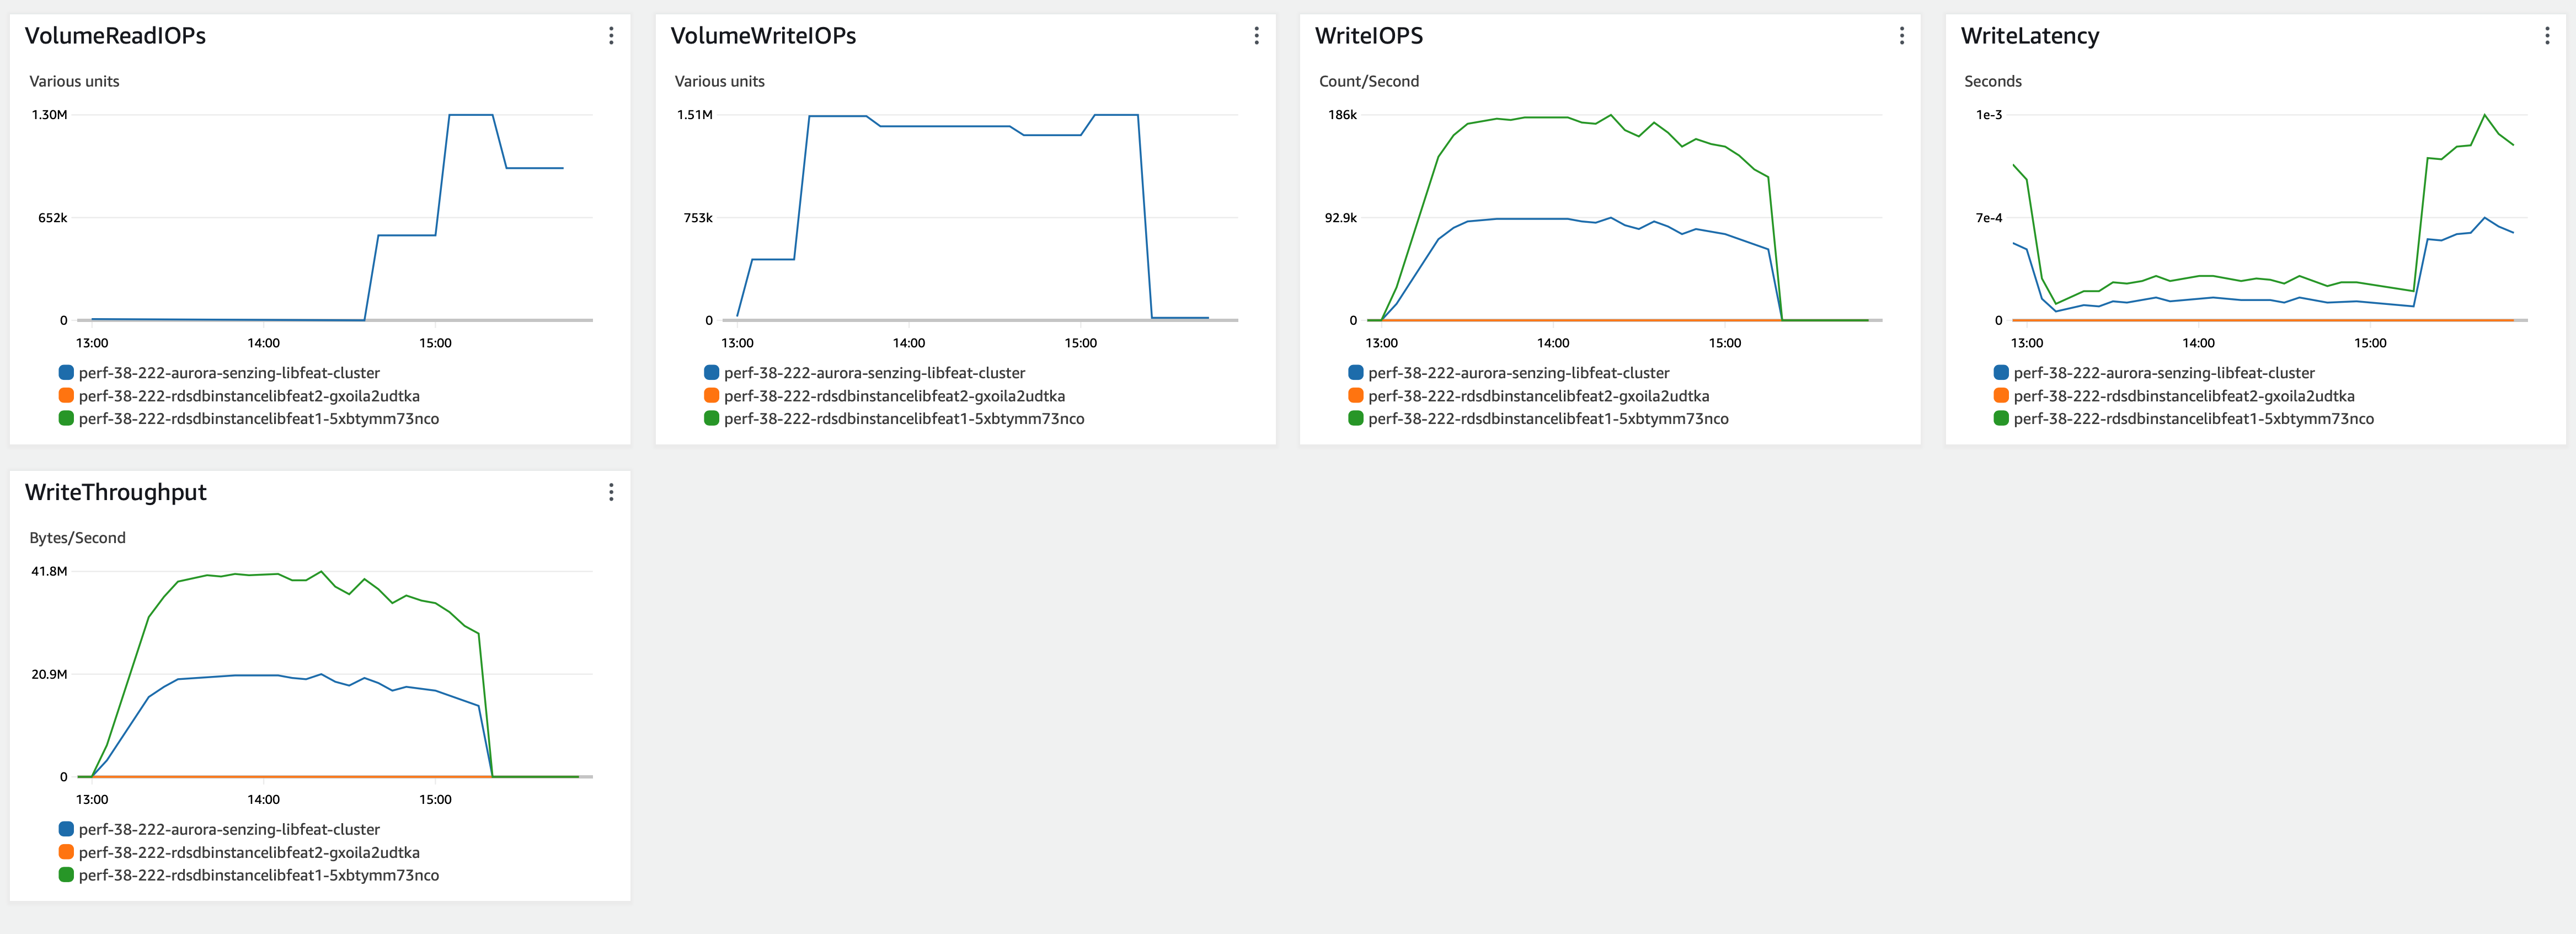 VolumeReadIOPs
Various units
1.30M
652k
0
13:00 14:00 15:00
perf-38-222-aurora-senzing-libfeat-cluster
perf-38-222-rdsdbinstancelibfeat2-gxoila2udtka
perf-38-222-rdsdbinstancelibfeat1-5xbtymm73nco
VolumeWriteIOPs
Various units
1.51M
753k
0
13:00 14:00 15:00
perf-38-222-aurora-senzing-libfeat-cluster
perf-38-222-rdsdbinstancelibfeat2-gxoila2udtka
perf-38-222-rdsdbinstancelibfeat1-5xbtymm73nco
WriteIOPS
Count/Second
186k
92.9k
0
13:00 14:00 15:00
perf-38-222-aurora-senzing-libfeat-cluster
perf-38-222-rdsdbinstancelibfeat2-gxoila2udtka
perf-38-222-rdsdbinstancelibfeat1-5xbtymm73nco
WriteLatency
Seconds
1e-3
7e-4
0
13:00 14:00 15:00
perf-38-222-aurora-senzing-libfeat-cluster
perf-38-222-rdsdbinstancelibfeat2-gxoila2udtka
perf-38-222-rdsdbinstancelibfeat1-5xbtymm73nco
WriteThroughput
Bytes/Second
41.8M
20.9M
0
13:00 14:00 15:00
perf-38-222-aurora-senzing-libfeat-cluster
perf-38-222-rdsdbinstancelibfeat2-gxoila2udtka
perf-38-222-rdsdbinstancelibfeat1-5xbtymm73nco